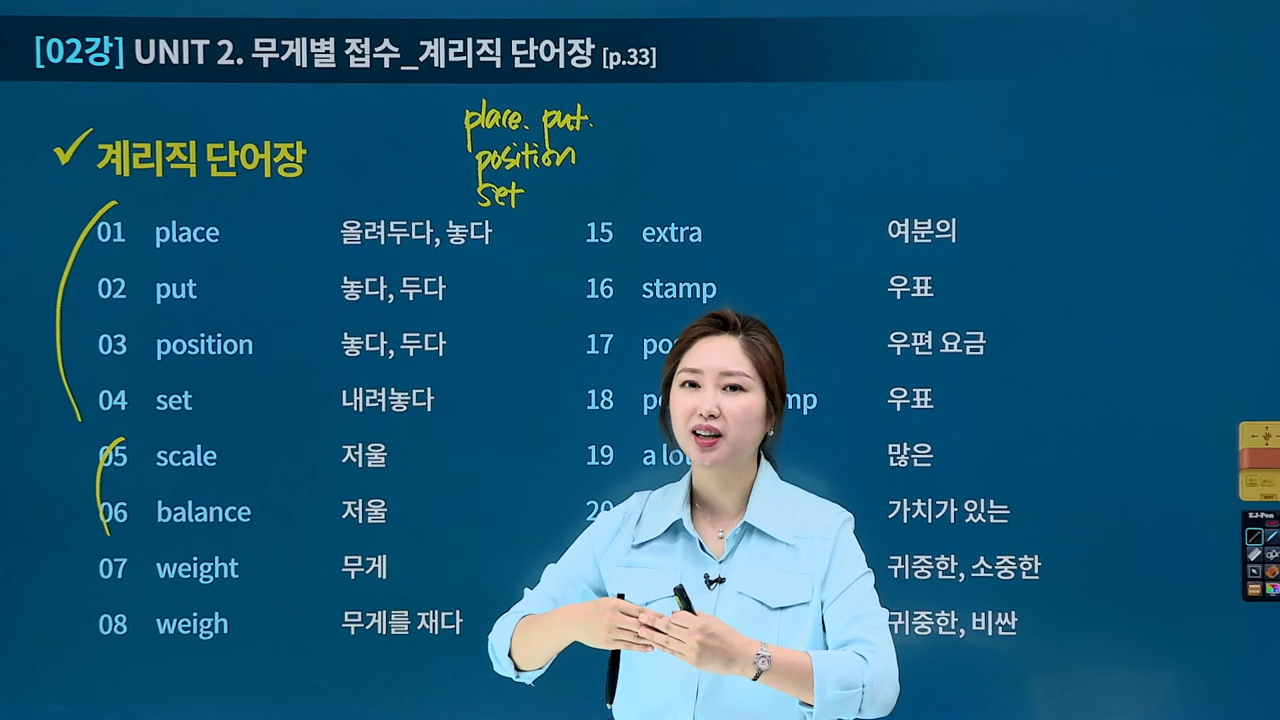 [02강] UNIT 2. 무게별 접수_계리직 단어장 [p.33]
place. put.
position
set
계리직 단어장
01 place 올려두다, 놓다
02 put 놓다, 두다
03 position 놓다, 두다
04 set 내려놓다
05 scale 저울
06 balance 저울
07 weight 무게
08 weigh 무게를 재다
15 extra 여분의
16 stamp 우표
17 우편 요금
18 우표
19 a lo 많은
20 가치가 있는
귀중한, 소중한
귀중한, 비싼
EJ-Pen